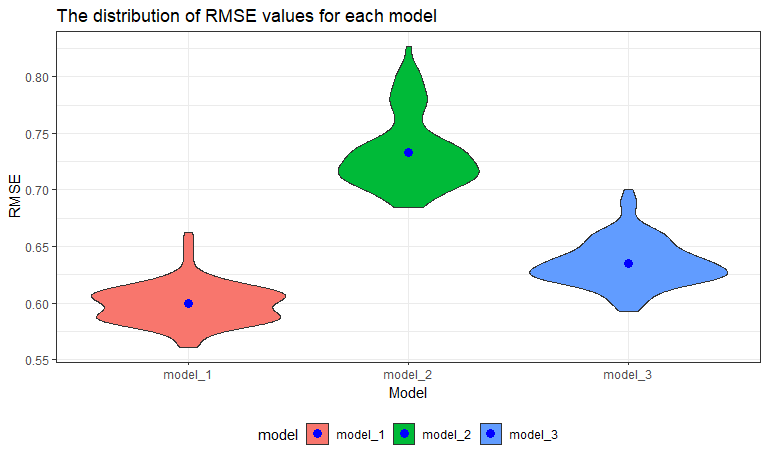 The distribution of RMSE values for each model
RMSE
0.80
0.75
0.70
0.65
0.60
0.55
model_1 model_2 model_3
Model
model model_1 model_2 model_3